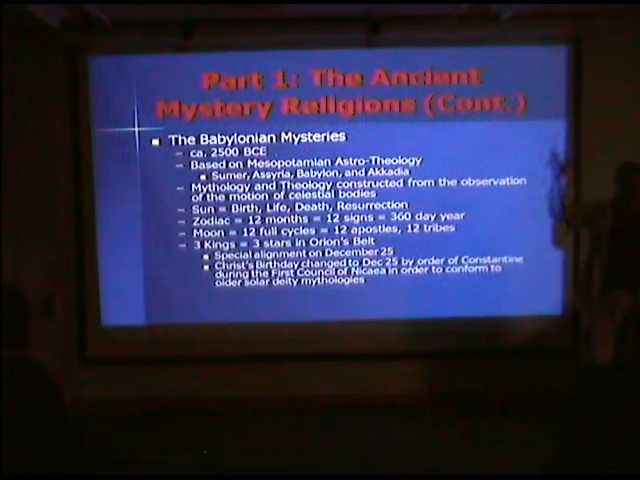 Part 1: The Ancient
Mystery Religions (Cont.)
The Babylonian Mysteries
– ca. 2500 BCE
– Based on Mesopotamian Astro-Theology
Sumer, Assyria, Babylon, and Akkadia
– Mythology and Theology constructed from the observation
of the motion of celestial bodies
– Sun = Birth, Life, Death, Resurrection
– Zodiac = 12 months = 12 signs = 360 day year
– Moon = 12 full cycles = 12 apostles, 12 tribes
– 3 Kings = 3 stars in Orion's Belt
Special alignment on December 25
Christ's Birthday changed to Dec 25 by order of Constantine
during the First Council of Nicaea in order to conform to
older solar deity mythologies